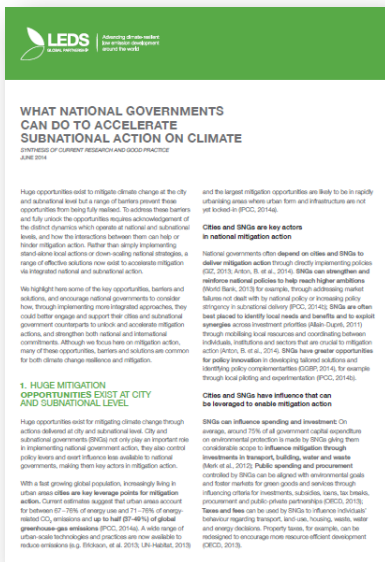 LEDS
GLOBAL PARTNERSHIP
Advancing climate-resilient
low emission development
around the world
WHAT NATIONAL GOVERNMENTS
CAN DO TO ACCELERATE
SUBNATIONAL ACTION ON CLIMATE
SYNTHESIS OF CURRENT RESEARCH AND GOOD PRACTICE
JUNE 2014
Huge opportunities exist to mitigate climate change at the city
and subnational level but a range of barriers prevent these
opportunities from being fully realised. To address these barriers
and fully unlock the opportunities requires acknowledgement of
the distinct dynamics which operate at national and subnational
levels, and how the interactions between them can help or
hinder mitigation action. Rather than simply implementing
stand-alone local actions or down-scaling national strategies, a
range of effective solutions now exist to accelerate mitigation
via integrated national and subnational action.
We highlight here some of the key opportunities, barriers and
solutions, and encourage national governments to consider
how, through implementing more integrated approaches, they
could better engage and support their cities and subnational
government counterparts to unlock and accelerate mitigation
actions, and strengthen both national and international
commitments. Although we focus here on mitigation action,
many of these opportunities, barriers and solutions are common
for both climate change resilience and mitigation.
1. HUGE MITIGATION
OPPORTUNITIES EXIST AT CITY
AND SUBNATIONAL LEVEL
Huge opportunities exist for mitigating climate change through
actions delivered at city and subnational level. City and
subnational governments (SNGs) not only play an important role
in implementing national government action, they also control
policy levers and exert influence less available to national
governments, making them key actors in mitigation action.
With a fast growing global population, increasingly living in
urban areas cities are key leverage points for mitigation
action. Current estimates suggest that urban areas account
for between 67–76% of energy use and 71–76% of energy-
related CO2 emissions and up to half (37-49%) of global
greenhouse-gas emissions (IPCC, 2014a). A wide range of
urban-scale technologies and practices are now available to
reduce emissions (e.g. Erickson, et al. 2013; UN-Habitat, 2013)
and the largest mitigation opportunities are likely to be in rapidly
urbanising areas where urban form and infrastructure are not
yet locked-in (IPCC, 2014a).
Cities and SNGs are key actors
in national mitigation action
National governments often depend on cities and SNGs to
deliver mitigation action through directly implementing policies
(GIZ, 2013; Anton, B. et al., 2014). SNGs can strengthen and
reinforce national policies to help reach higher ambitions
(World Bank, 2013) for example, through addressing market
failures not dealt with by national policy or increasing policy
stringency in subnational delivery (IPCC, 2014b). SNGs are often
best placed to identify local needs and benefits and to exploit
synergies across investment priorities (Alain-Dupré, 2011)
through mobilising local resources and coordinating between
individuals, institutions and sectors that are crucial to mitigation
action (Anton, B. et al., 2014). SNGs have greater opportunities
for policy innovation in developing tailored solutions and
identifying policy complementarities (GGBP, 2014), for example
through local piloting and experimentation (IPCC, 2014b).
Cities and SNGs have influence that can
be leveraged to enable mitigation action
SNGs can influence spending and investment: On
average, around 75% of all government capital expenditure
on environmental protection is made by SNGs giving them
considerable scope to influence mitigation through
investments in transport, building, water and waste
(Merk et al., 2012); Public spending and procurement
controlled by SNGs can be aligned with environmental goals
and foster markets for green goods and services through
influencing criteria for investments, subsidies, loans, tax breaks,
procurement and public-private partnerships (OECD, 2013);
Taxes and fees can be used by SNGs to influence individuals'
behaviour regarding transport, land-use, housing, waste, water
and energy decisions. Property taxes, for example, can be
redesigned to encourage more resource efficient development
(OECD, 2013).